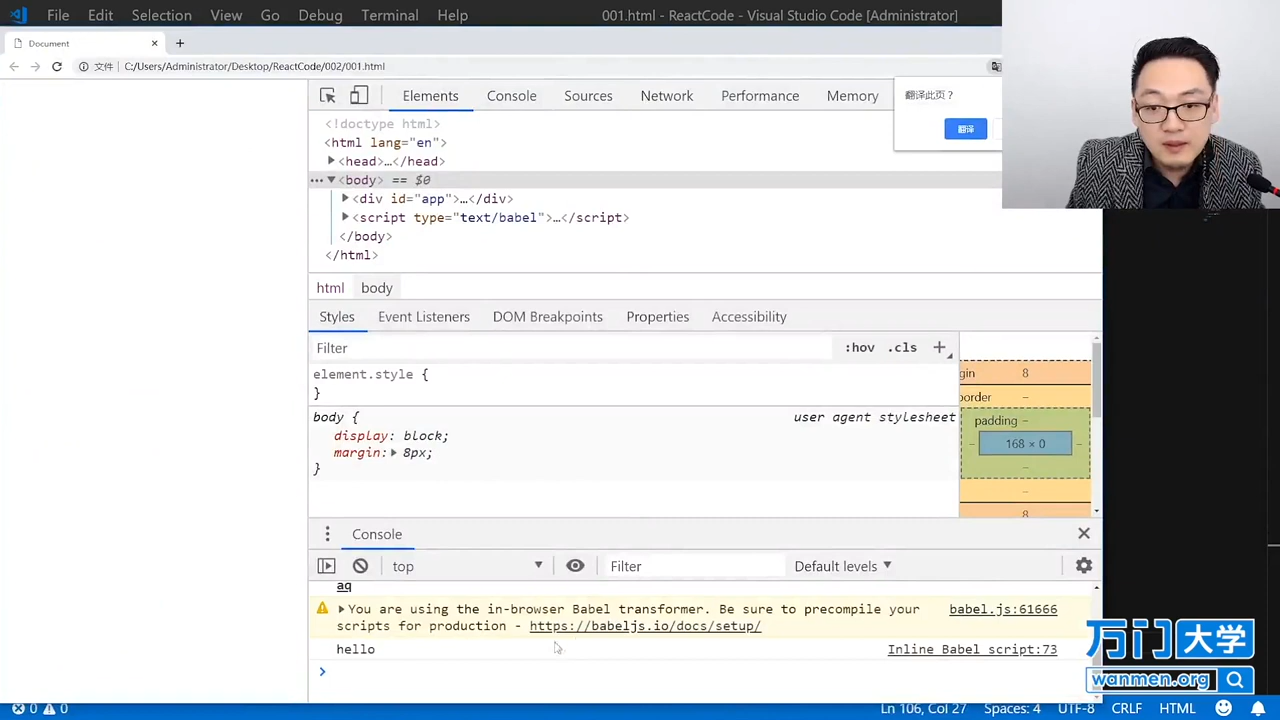 File Edit Selection View Go Debug Terminal Help 001.html - ReactCode - Visual Studio Code [Administrator]
Document
文件 C:/Users/Administrator/Desktop/ReactCode/002/001.html
Elements Console Sources Network Performance Memory
翻译此页？
翻译
<!doctype html>
<html lang="en">
<head>…</head>
<body> == $0
<div id="app">…</div>
<script type="text/babel">…</script>
</body>
</html>
html body
Styles Event Listeners DOM Breakpoints Properties Accessibility
Filter :hov .cls +
element.style {
}
body { user agent stylesheet
display: block;
margin: 8px;
}
gin 8
order –
padding –
– 168 × 0 –
–
–
8
Console
top Filter Default levels
aq
You are using the in-browser Babel transformer. Be sure to precompile your babel.js:61666
scripts for production - https://babeljs.io/docs/setup/
hello Inline Babel script:73
万门大学
wanmen.org
0 0 Ln 106, Col 27 Spaces: 4 UTF-8 CRLF HTML